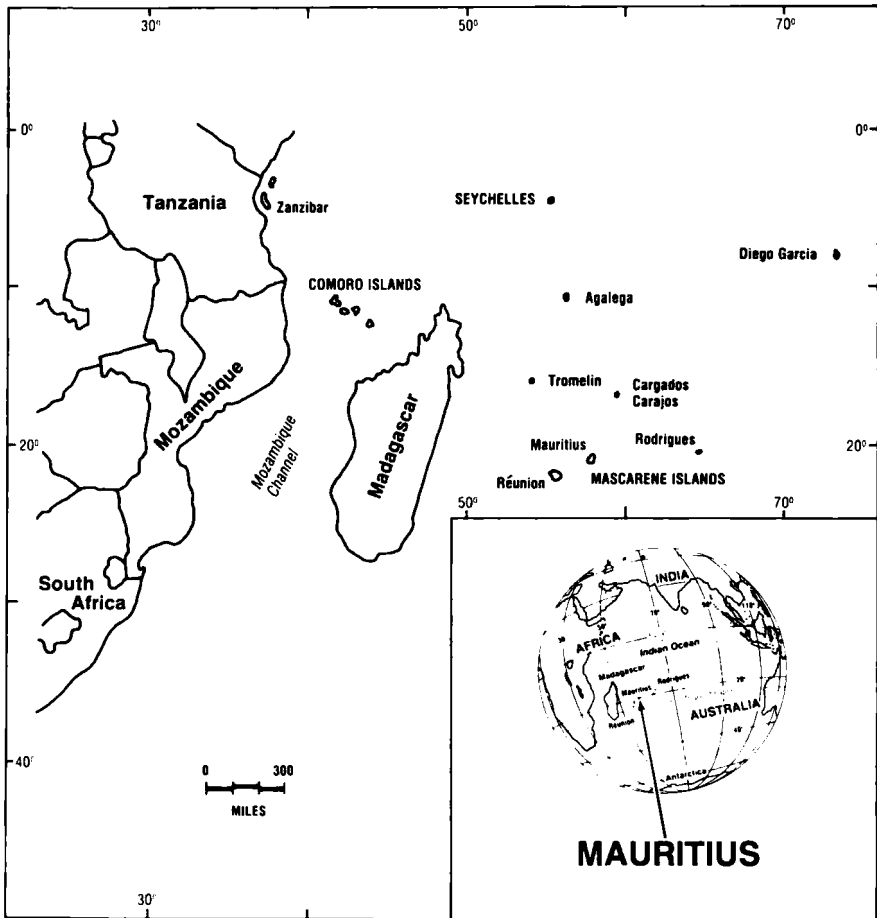 30°
50°
70°
0°
0°
Tanzania
Zanzibar
SEYCHELLES
Diego Garcia
COMORO ISLANDS
Agalega
Mozambique
Mozambique
Channel
Madagascar
Tromelin
Cargados
Carajos
20°
Mauritius
Rodrigues
20°
Réunion
MASCARENE ISLANDS
50°
70°
South
Africa
INDIA
AFRICA
Indian Ocean
Madagascar
Mauritius Rodrigues
Réunion
AUSTRALIA
Antarctica
40°
0 300
MILES
MAURITIUS
30°